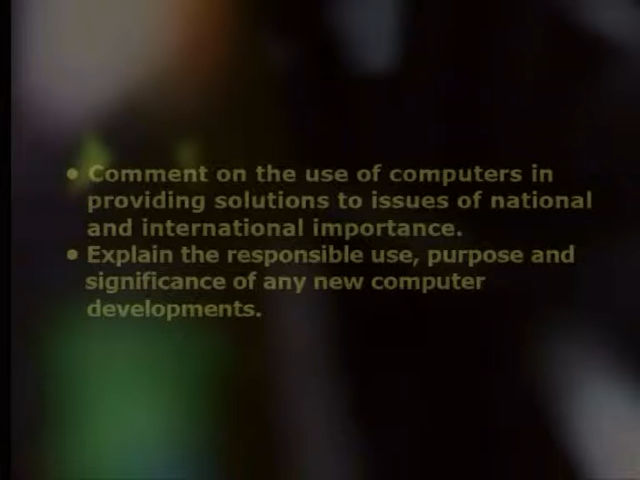 • Comment on the use of computers in
providing solutions to issues of national
and international importance.
• Explain the responsible use, purpose and
significance of any new computer
developments.